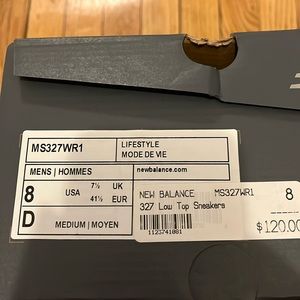 MS327WR1
LIFESTYLE
MODE DE VIE
MENS | HOMMES
newbalance.com
8
USA
7½
UK
41½
EUR
D
MEDIUM | MOYEN
NEW BALANCE
MS327WR1
8
327 Low Top Sneakers
1123741081
$120.00